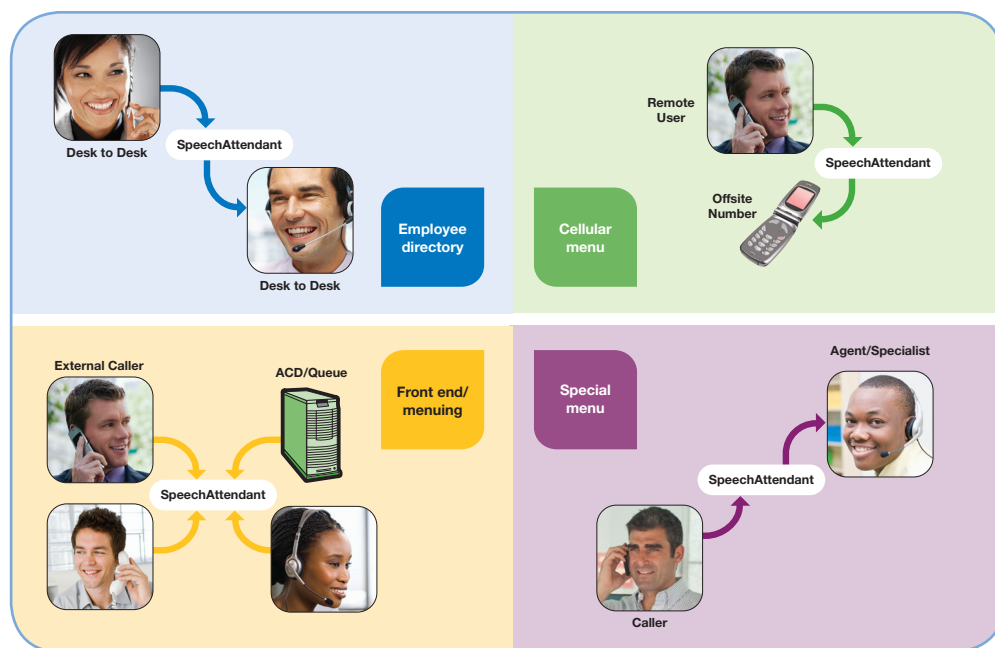 Desk to Desk
SpeechAttendant
Desk to Desk
Employee
directory
Remote
User
SpeechAttendant
Offsite
Number
Cellular
menu
External Caller
ACD/Queue
SpeechAttendant
Front end/
menuing
Special
menu
Agent/Specialist
SpeechAttendant
Caller